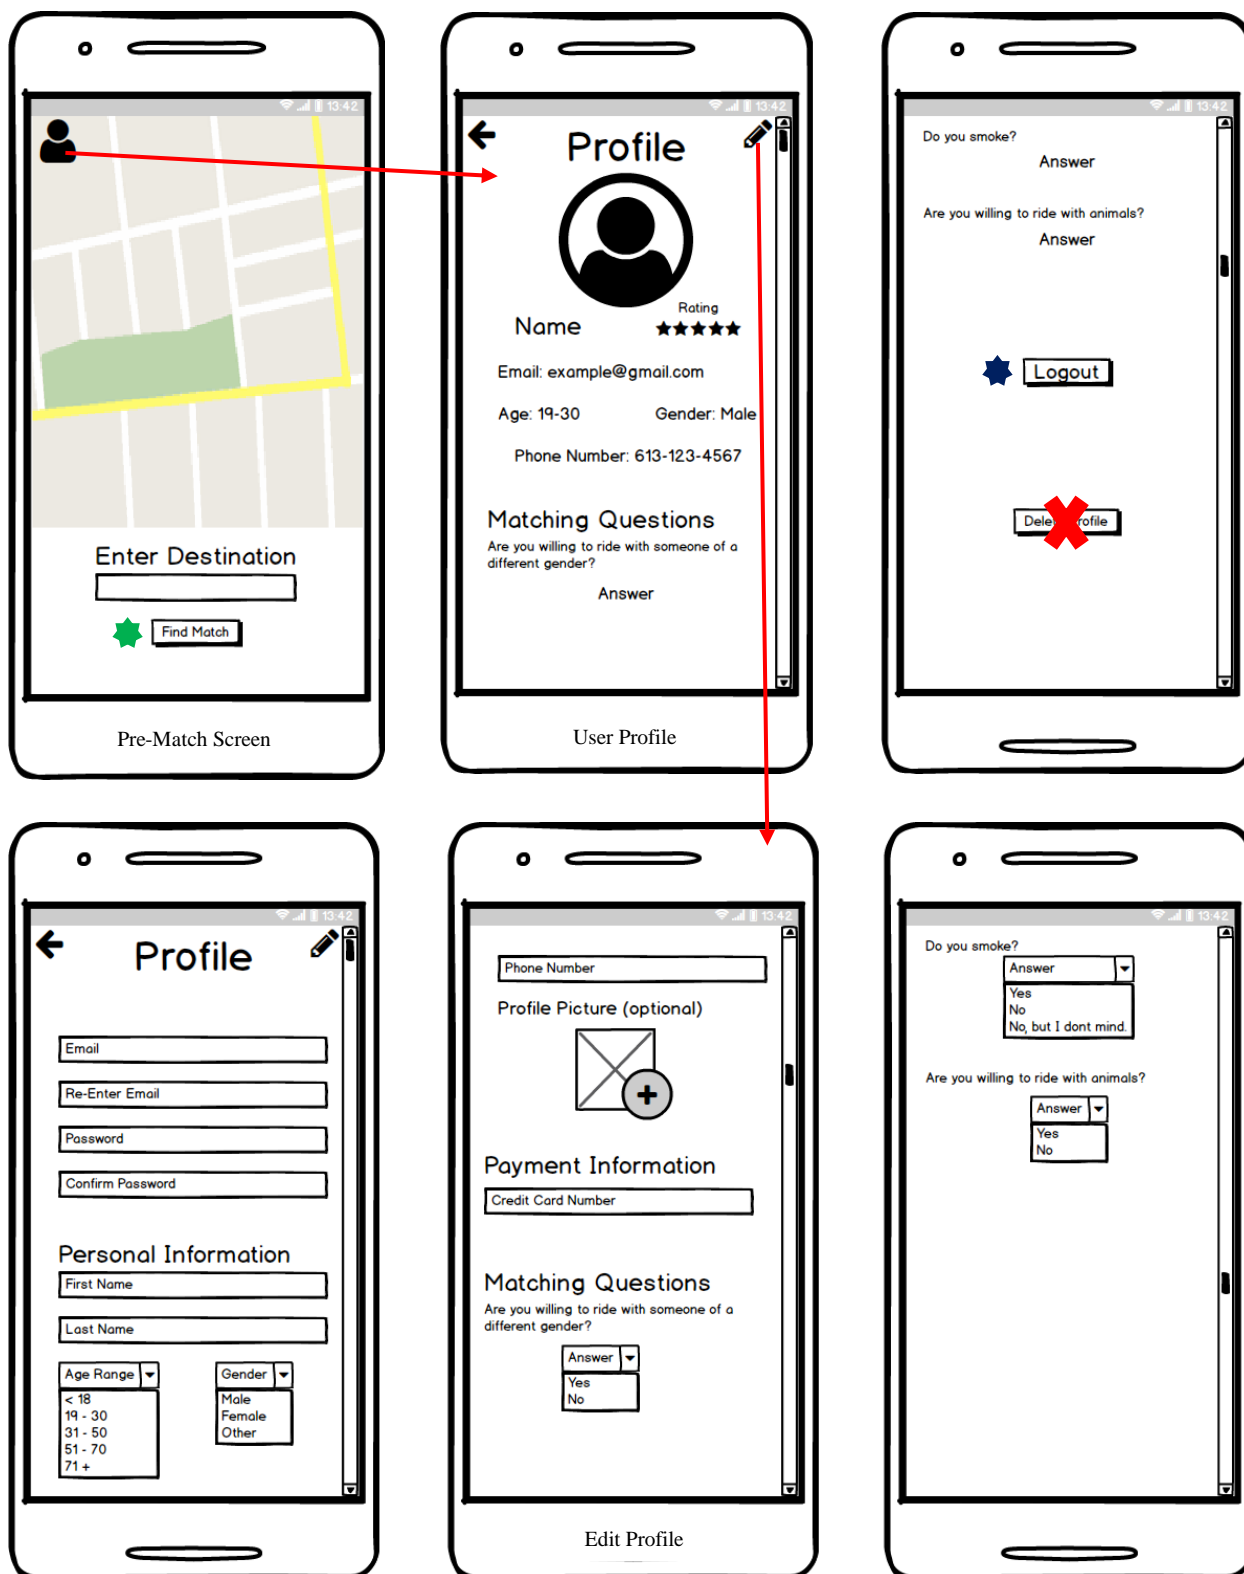 13:42
Enter Destination
Find Match
Pre-Match Screen
13:42
Profile
Rating
Name
Email: example@gmail.com
Age: 19-30 Gender: Male
Phone Number: 613-123-4567
Matching Questions
Are you willing to ride with someone of a
different gender?
Answer
User Profile
13:42
Do you smoke?
Answer
Are you willing to ride with animals?
Answer
Logout
13:42
Profile
Email
Re-Enter Email
Password
Confirm Password
Personal Information
First Name
Last Name
Age Range Gender
< 18 Male
19 - 30 Female
31 - 50 Other
51 - 70
71 +
13:42
Phone Number
Profile Picture (optional)
Payment Information
Credit Card Number
Matching Questions
Are you willing to ride with someone of a
different gender?
Answer
Yes
No
Edit Profile
13:42
Do you smoke?
Answer
Yes
No
No, but I dont mind.
Are you willing to ride with animals?
Answer
Yes
No